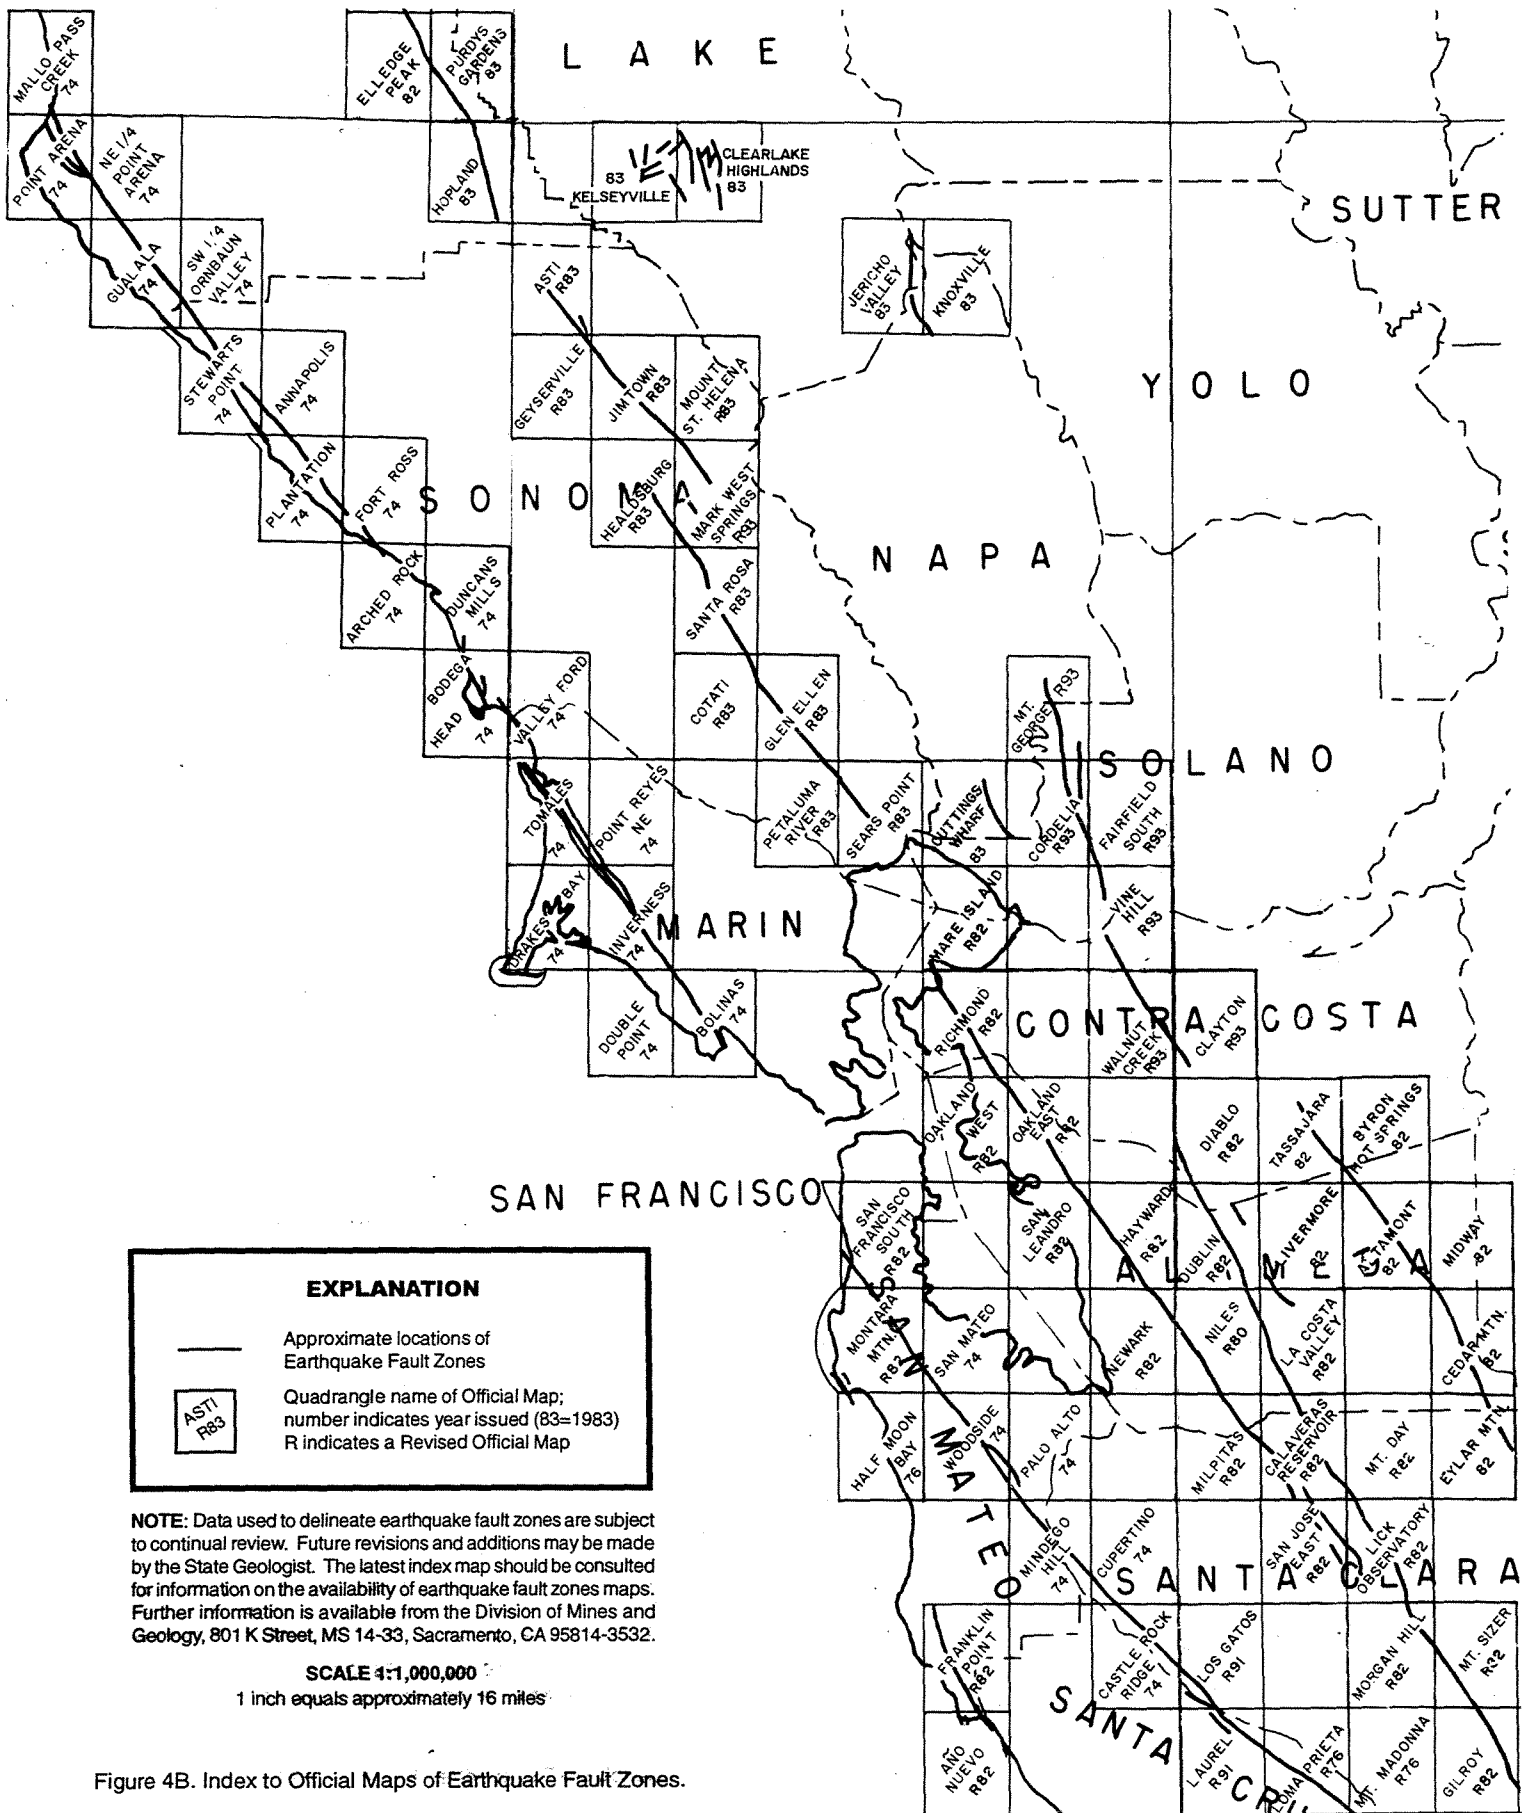 MALLO PASS
CREEK
74
ELLEDGE
PEAK
82
PURDYS
GARDENS
83
LAKE
POINT ARENA
74
NE 1/4
POINT
ARENA
74
HOPLAND
83
83
KELSEYVILLE
CLEARLAKE
HIGHLANDS
83
SUTTER
GUALALA
74
SW 1/4
ORNBAUN
VALLEY
74
ASTI
R83
JERICHO
VALLEY
83
KNOXVILLE
83
STEWARTS
POINT
74
ANNAPOLIS
74
GEYSERVILLE
R83
JIMTOWN
R83
MOUNT
ST. HELENA
R83
YOLO
PLANTATION
74
FORT ROSS
74
SONOMA
HEALDSBURG
R83
MARK WEST
SPRINGS
R93
NAPA
ARCHED ROCK
74
DUNCANS
MILLS
74
SANTA ROSA
R83
BODEGA
HEAD
74
VALLEY FORD
74
COTATI
R83
GLEN ELLEN
R83
MT.
GEORGE
R93
SOLANO
TOMALES
74
POINT REYES
NE
74
PETALUMA
RIVER
R83
SEARS POINT
R83
CUTTINGS
WHARF
83
CORDELIA
R93
FAIRFIELD
SOUTH
R93
DRAKES BAY
74
INVERNESS
74
MARIN
MARE ISLAND
R82
VINE
HILL
R93
DOUBLE
POINT
74
BOLINAS
74
RICHMOND
R82
CONTRA COSTA
WALNUT
CREEK
R93
CLAYTON
R93
OAKLAND
WEST
R82
OAKLAND
EAST
R82
DIABLO
R82
TASSAJARA
82
BYRON
HOT SPRINGS
82
SAN FRANCISCO
SAN
FRANCISCO
SOUTH
R82
SAN
LEANDRO
R82
HAYWARD
R82
DUBLIN
R82
LIVERMORE
82
ALTAMONT
82
MIDWAY
82
ALAMEDA
MONTARA
MTN.
R82
SAN MATEO
SAN MATEO
74
NEWARK
R82
NILES
R80
LA COSTA
VALLEY
R82
CEDAR MTN.
82
HALF MOON
BAY
76
WOODSIDE
74
PALO ALTO
74
MILPITAS
R82
CALAVERAS
RESERVOIR
R82
MT. DAY
R82
EYLAR MTN.
82
MINDEGO
HILL
74
CUPERTINO
74
SAN JOSE
EAST
R82
LICK
OBSERVATORY
R82
SANTA CLARA
FRANKLIN
POINT
R82
CASTLE ROCK
RIDGE
74
LOS GATOS
R91
MORGAN HILL
R82
MT. SIZER
R32
SANTA CRU
AÑO
NUEVO
R82
LAUREL
R91
LOMA PRIETA
R76
MT. MADONNA
R76
GILROY
R82
EXPLANATION
Approximate locations of
Earthquake Fault Zones
ASTI
R83
Quadrangle name of Official Map;
number indicates year issued (83=1983)
R indicates a Revised Official Map
NOTE: Data used to delineate earthquake fault zones are subject
to continual review. Future revisions and additions may be made
by the State Geologist. The latest index map should be consulted
for information on the availability of earthquake fault zones maps.
Further information is available from the Division of Mines and
Geology, 801 K Street, MS 14-33, Sacramento, CA 95814-3532.
SCALE 1:1,000,000
1 inch equals approximately 16 miles
Figure 4B. Index to Official Maps of Earthquake Fault Zones.